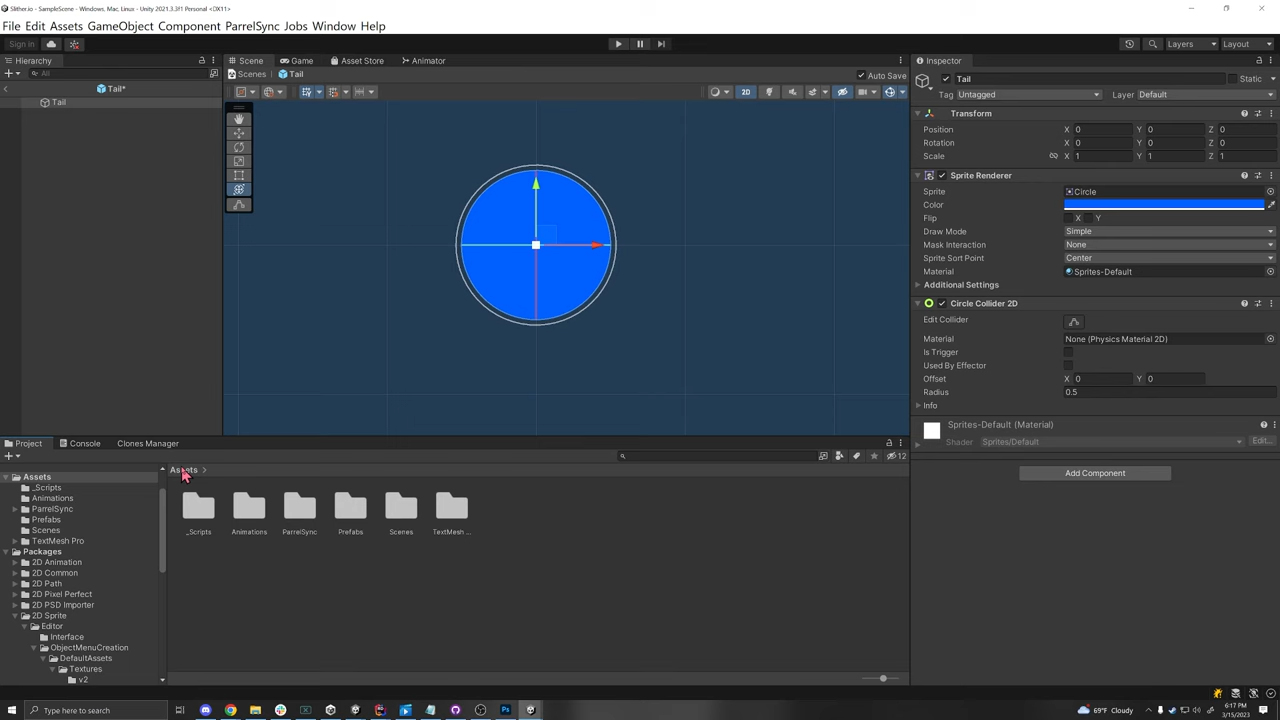 Slither.io - SampleScene - Windows, Mac, Linux - Unity 2021.3.3f1 Personal <DX11>
File Edit Assets GameObject Component ParrelSync Jobs Window Help
Sign in
Layers
Layout
Hierarchy
Scene
Game
Asset Store
Animator
Inspector
All
Scenes
Tail
Auto Save
Tail
Static
Tag Untagged
Layer Default
Tail*
2D
Tail
Transform
Position X 0 Y 0 Z 0
Rotation X 0 Y 0 Z 0
Scale X 1 Y 1 Z 1
Sprite Renderer
Sprite Circle
Color
Flip X Y
Draw Mode Simple
Mask Interaction None
Sprite Sort Point Center
Material Sprites-Default
Additional Settings
Circle Collider 2D
Edit Collider
Material None (Physics Material 2D)
Is Trigger
Used By Effector
Offset X 0 Y 0
Radius 0.5
Info
Sprites-Default (Material)
Shader Sprites/Default Edit...
Add Component
Project
Console
Clones Manager
12
Assets
_Scripts
Animations
ParrelSync
Prefabs
Scenes
TextMesh Pro
Packages
2D Animation
2D Common
2D Path
2D Pixel Perfect
2D PSD Importer
2D Sprite
Editor
Interface
ObjectMenuCreation
DefaultAssets
Textures
v2
Assets
_Scripts
Animations
ParrelSync
Prefabs
Scenes
TextMesh ...
Type here to search
69°F Cloudy
6:17 PM
3/15/2023